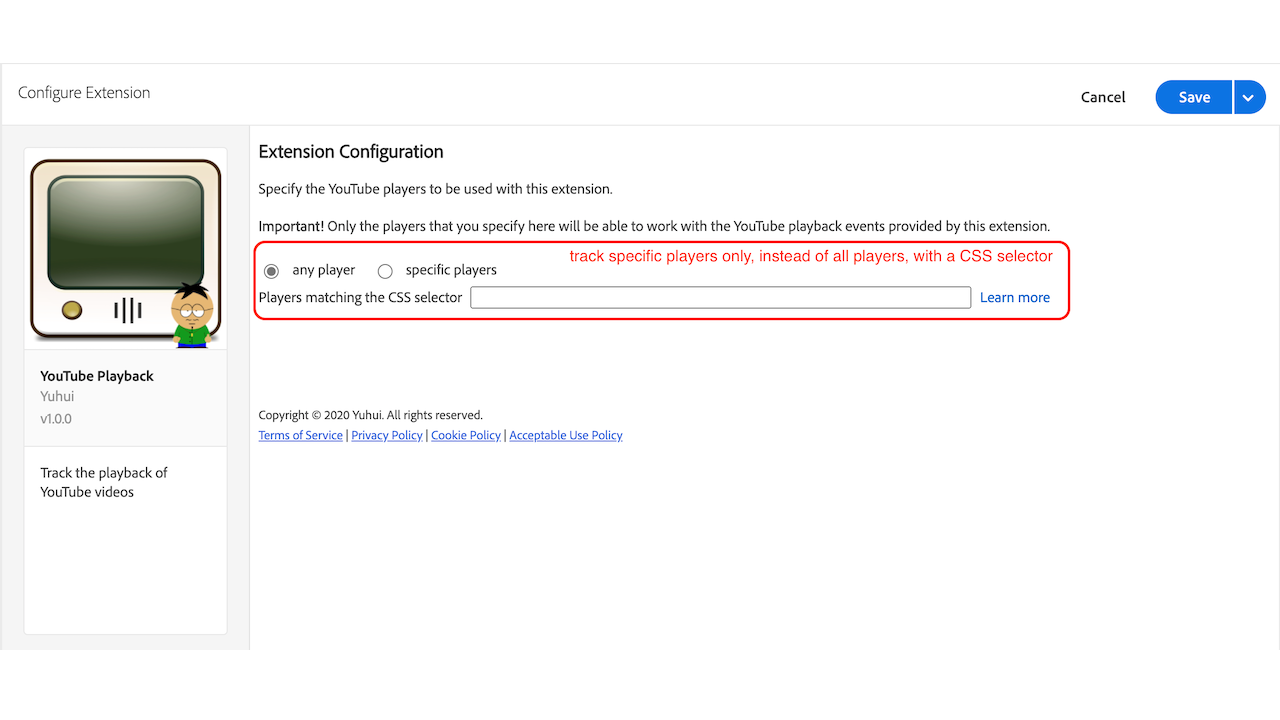 Configure Extension
Cancel
Save
Extension Configuration
Specify the YouTube players to be used with this extension.
Important! Only the players that you specify here will be able to work with the YouTube playback events provided by this extension.
track specific players only, instead of all players, with a CSS selector
any player
specific players
Players matching the CSS selector
Learn more
YouTube Playback
Yuhui
v1.0.0
Track the playback of
YouTube videos
Copyright © 2020 Yuhui. All rights reserved.
Terms of Service | Privacy Policy | Cookie Policy | Acceptable Use Policy